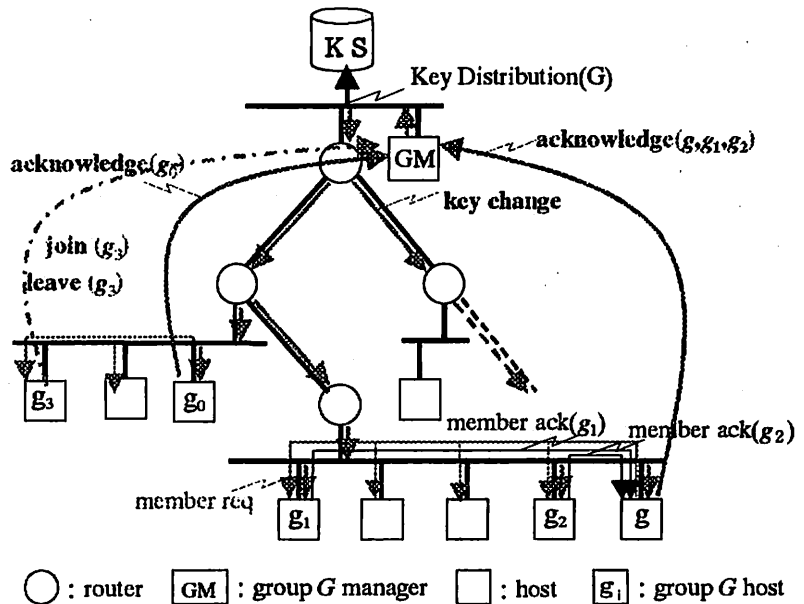 K S
Key Distribution(G)
GM
acknowledge(g,g₁,g₂)
acknowledge(g₀)
key change
join (g₃)
leave (g₃)
g₃
g₀
member ack(g₁)
member ack(g₂)
member req
g₁
g₂
g
: router
GM
: group G manager
: host
gᵢ
: group G host